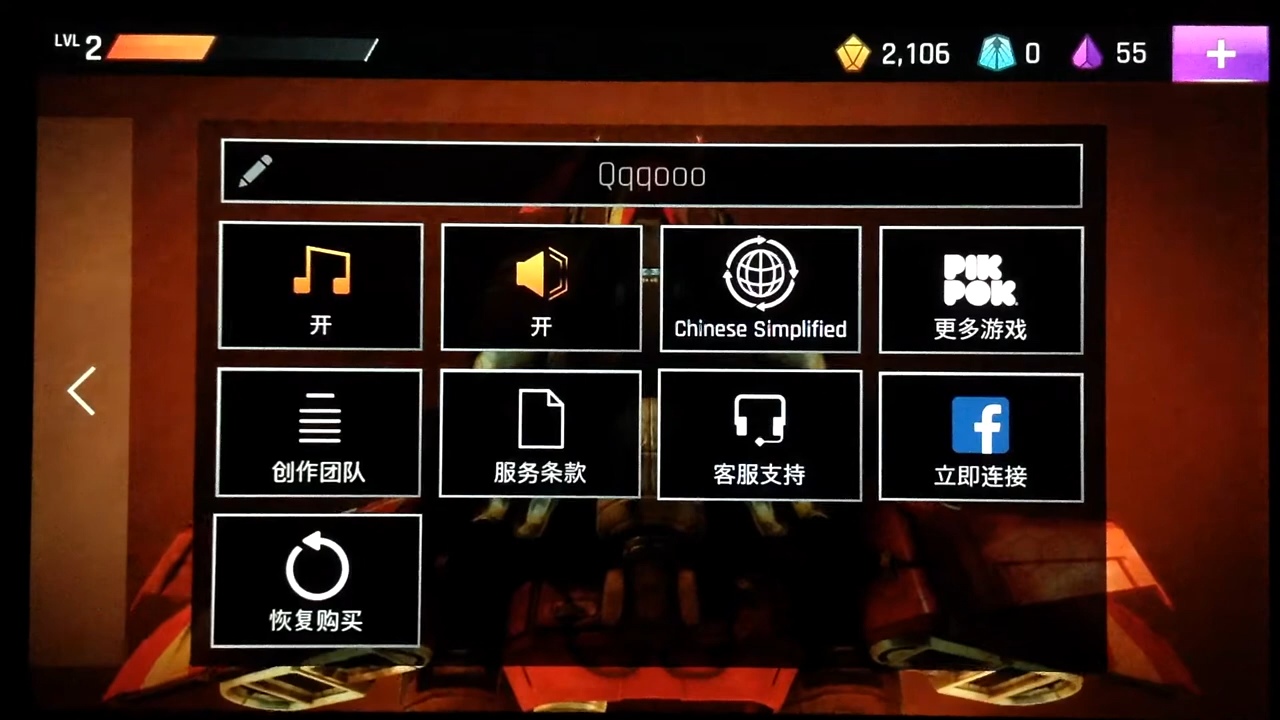 LVL 2
2,106
0
55
+
Qqqooo
开
开
Chinese Simplified
PIK
POK
更多游戏
创作团队
服务条款
客服支持
f
立即连接
恢复购买